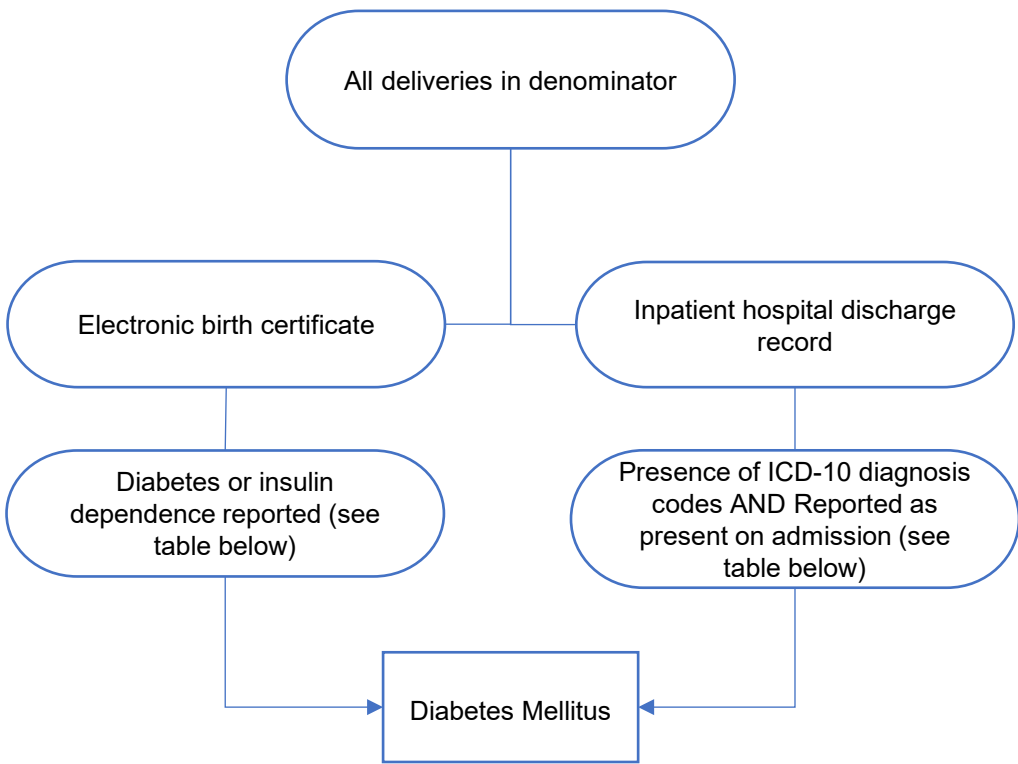 All deliveries in denominator
Electronic birth certificate
Inpatient hospital discharge
record
Diabetes or insulin
dependence reported (see
table below)
Presence of ICD-10 diagnosis
codes AND Reported as
present on admission (see
table below)
Diabetes Mellitus